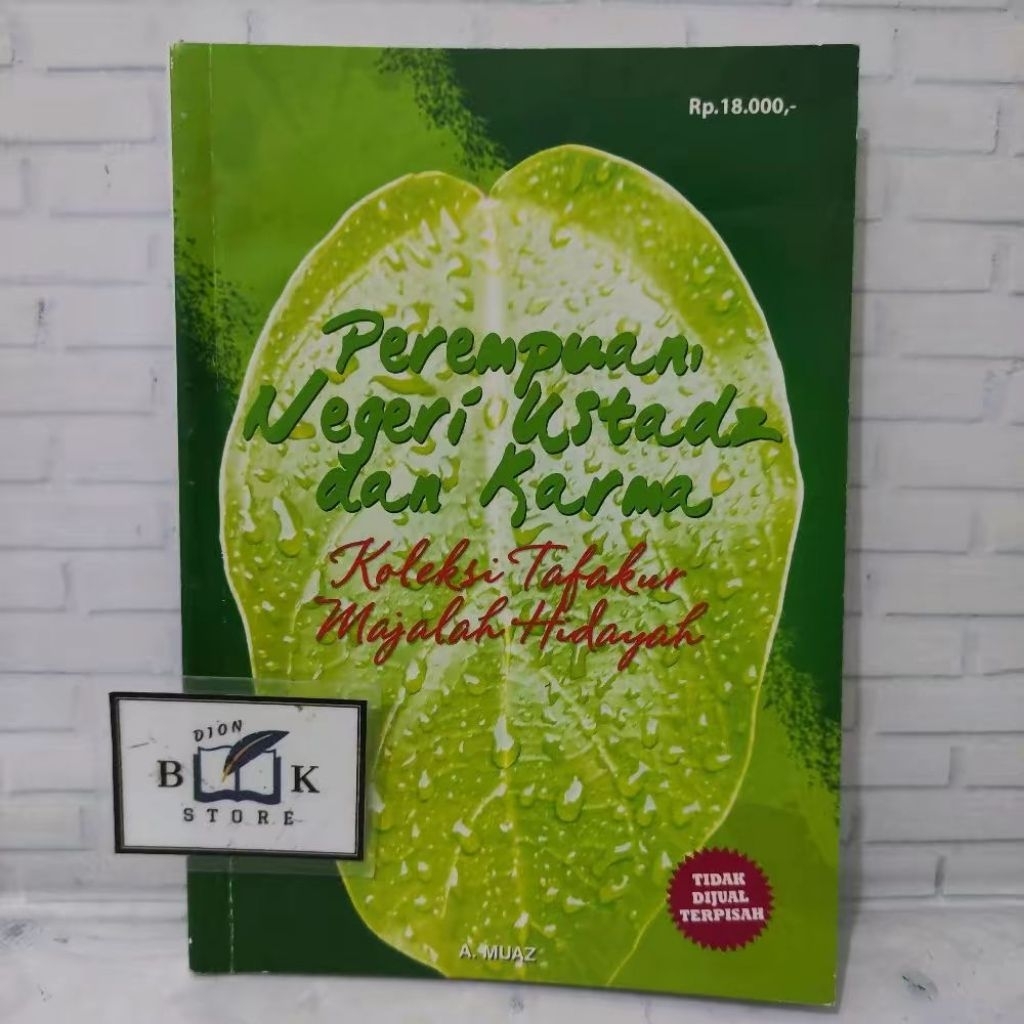 Rp.18.000,-
Perempuan,
Negeri Ustadz
dan Karma
Koleksi Tafakur
Majalah Hidayah
DION
B K
STORE
TIDAK
DIJUAL
TERPISAH
A. MUAZ